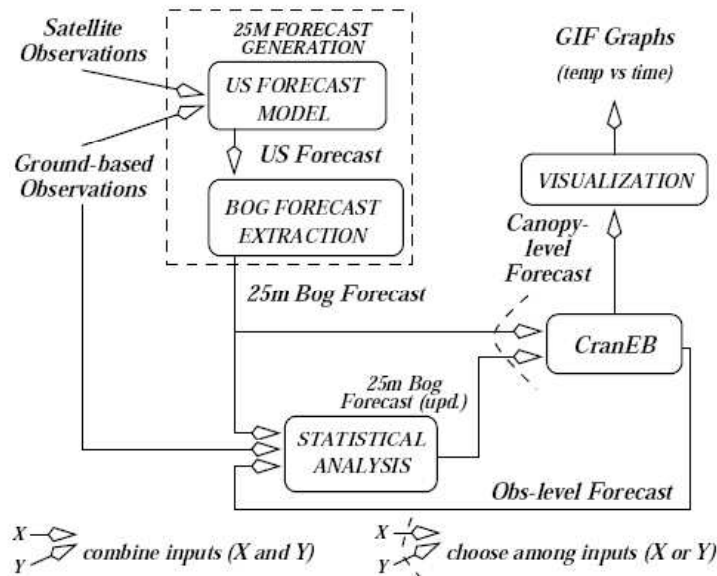 Satellite
Observations
25M FORECAST
GENERATION
US FORECAST
MODEL
GIF Graphs
(temp vs time)
US Forecast
Ground-based
Observations
BOG FORECAST
EXTRACTION
VISUALIZATION
Canopy-
level
Forecast
25m Bog Forecast
CranEB
25m Bog
Forecast (upd.)
STATISTICAL
ANALYSIS
Obs-level Forecast
X
Y
combine inputs (X and Y)
X
Y
choose among inputs (X or Y)